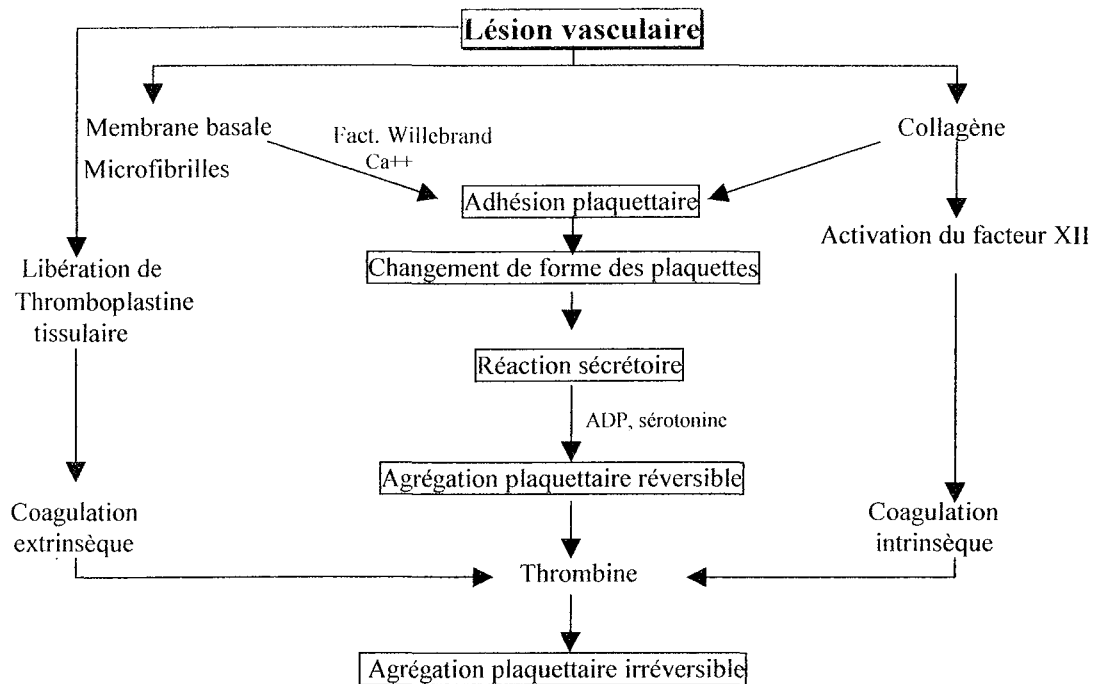 Lésion vasculaire
Membrane basale
Microfibrilles
Fact. Willebrand
Ca++
Collagène
Adhésion plaquettaire
Activation du facteur XII
Changement de forme des plaquettes
Libération de
Thromboplastine
tissulaire
Réaction sécrétoire
ADP, sérotonine
Agrégation plaquettaire réversible
Coagulation
extrinsèque
Coagulation
intrinsèque
Thrombine
Agrégation plaquettaire irréversible